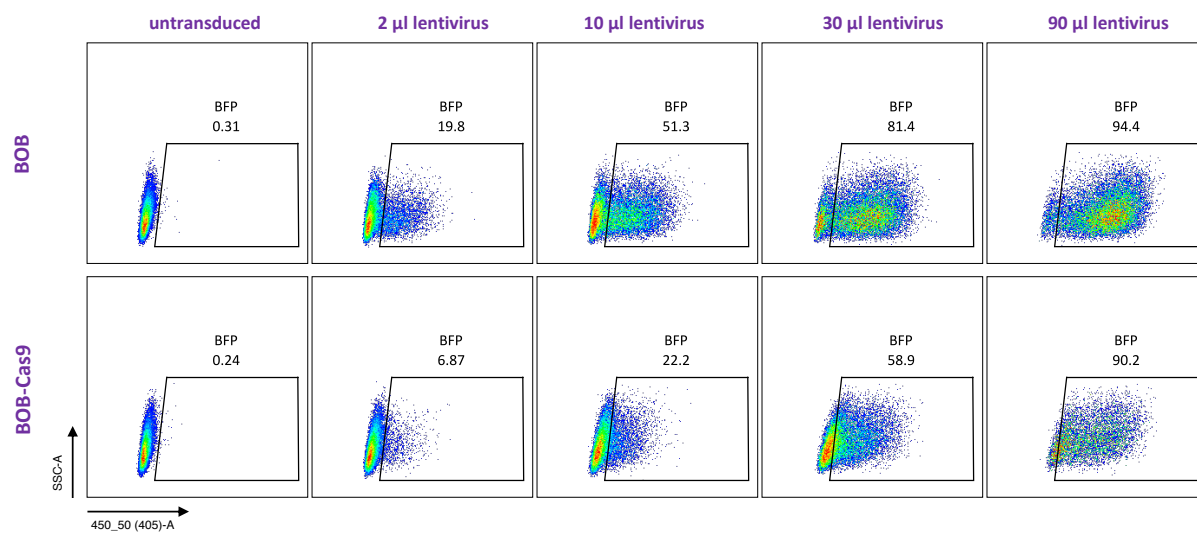 untransduced
2 µl lentivirus
10 µl lentivirus
30 µl lentivirus
90 µl lentivirus
BOB
BFP
0.31
BFP
19.8
BFP
51.3
BFP
81.4
BFP
94.4
BOB-Cas9
BFP
0.24
BFP
6.87
BFP
22.2
BFP
58.9
BFP
90.2
SSC-A
450_50 (405)-A